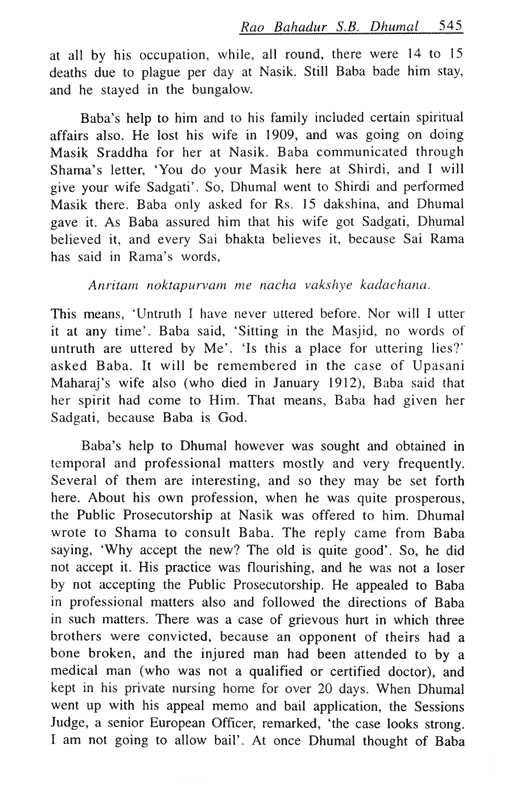 Rao Bahadur S.B. Dhumal 545
at all by his occupation, while, all round, there were 14 to 15
deaths due to plague per day at Nasik. Still Baba bade him stay,
and he stayed in the bungalow.
Baba's help to him and to his family included certain spiritual
affairs also. He lost his wife in 1909, and was going on doing
Masik Sraddha for her at Nasik. Baba communicated through
Shama's letter, ‘You do your Masik here at Shirdi, and I will
give your wife Sadgati’. So, Dhumal went to Shirdi and performed
Masik there. Baba only asked for Rs. 15 dakshina, and Dhumal
gave it. As Baba assured him that his wife got Sadgati, Dhumal
believed it, and every Sai bhakta believes it, because Sai Rama
has said in Rama's words,
Anritam noktapurvam me nacha vakshye kadachana.
This means, ‘Untruth I have never uttered before. Nor will I utter
it at any time’. Baba said, ‘Sitting in the Masjid, no words of
untruth are uttered by Me’. ‘Is this a place for uttering lies?’
asked Baba. It will be remembered in the case of Upasani
Maharaj's wife also (who died in January 1912), Baba said that
her spirit had come to Him. That means, Baba had given her
Sadgati, because Baba is God.
Baba's help to Dhumal however was sought and obtained in
temporal and professional matters mostly and very frequently.
Several of them are interesting, and so they may be set forth
here. About his own profession, when he was quite prosperous,
the Public Prosecutorship at Nasik was offered to him. Dhumal
wrote to Shama to consult Baba. The reply came from Baba
saying, ‘Why accept the new? The old is quite good’. So, he did
not accept it. His practice was flourishing, and he was not a loser
by not accepting the Public Prosecutorship. He appealed to Baba
in professional matters also and followed the directions of Baba
in such matters. There was a case of grievous hurt in which three
brothers were convicted, because an opponent of theirs had a
bone broken, and the injured man had been attended to by a
medical man (who was not a qualified or certified doctor), and
kept in his private nursing home for over 20 days. When Dhumal
went up with his appeal memo and bail application, the Sessions
Judge, a senior European Officer, remarked, ‘the case looks strong.
I am not going to allow bail’. At once Dhumal thought of Baba